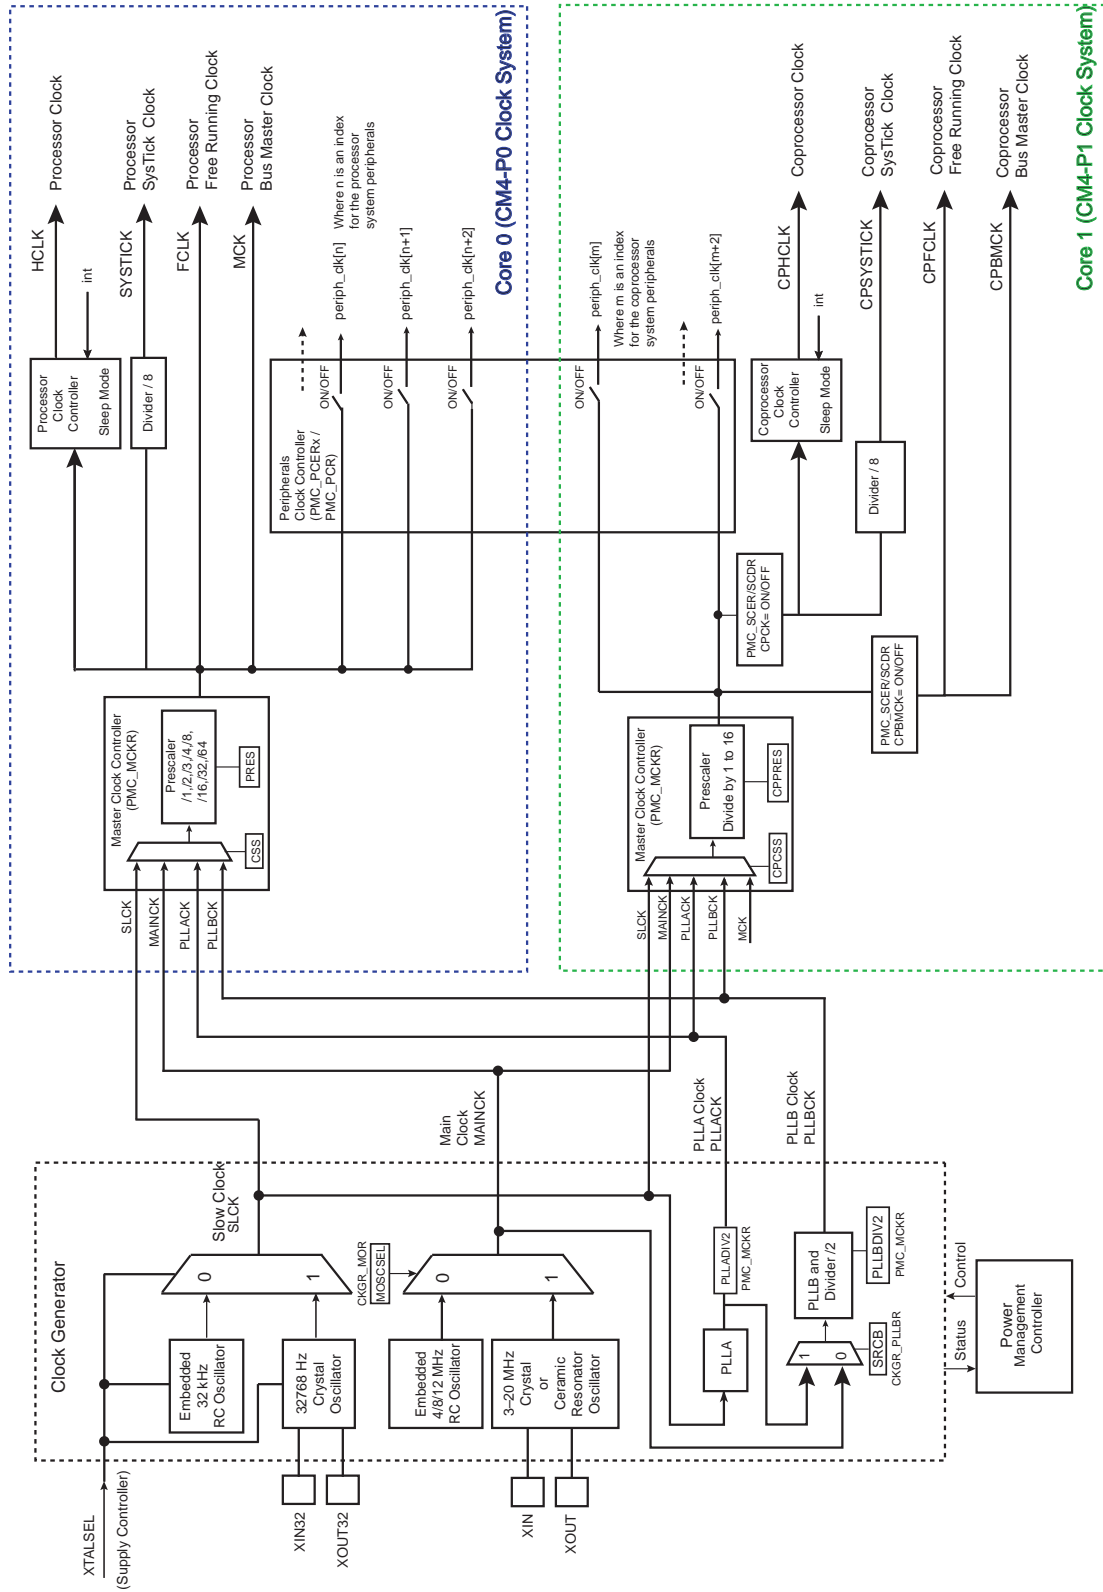 Clock Generator
XTALSEL
(Supply Controller)
Embedded
32 kHz
RC Oscillator
XIN32
XOUT32
32768 Hz
Crystal
Oscillator
0
1
Slow Clock
SLCK
CKGR_MOR
MOSCSEL
Embedded
4/8/12 MHz
RC Oscillator
XIN
XOUT
3–20 MHz
Crystal
or
Ceramic
Resonator
Oscillator
0
1
Main
Clock
MAINCK
PLLA
PLLADIV2
PMC_MCKR
PLLA Clock
PLLACK
1
0
SRCB
CKGR_PLLBR
PLLB and
Divider /2
PLLBDIV2
PMC_MCKR
PLLB Clock
PLLBCK
Status
Control
Power
Management
Controller
SLCK
MAINCK
PLLACK
PLLBCK
Master Clock Controller
(PMC_MCKR)
Prescaler
/1,/2,/3,/4,/8,
/16,/32,/64
CSS
PRES
Processor
Clock
Controller
Sleep Mode
HCLK
int
Processor Clock
Divider / 8
SYSTICK
Processor
SysTick Clock
FCLK
Processor
Free Running Clock
MCK
Processor
Bus Master Clock
Peripherals
Clock Controller
(PMC_PCERx /
PMC_PCR)
ON/OFF
periph_clk[n]
Where n is an index
for the processor
system peripherals
ON/OFF
periph_clk[n+1]
ON/OFF
periph_clk[n+2]
Core 0 (CM4-P0 Clock System)
SLCK
MAINCK
PLLACK
PLLBCK
MCK
Master Clock Controller
(PMC_MCKR)
Prescaler
Divide by 1 to 16
CPCSS
CPPRES
ON/OFF
periph_clk[m]
Where m is an index
for the coprocessor
system peripherals
ON/OFF
periph_clk[m+2]
PMC_SCER/SCDR
CPCK= ON/OFF
Coprocessor
Clock
Controller
Sleep Mode
CPHCLK
int
Coprocessor Clock
Divider / 8
CPSYSTICK
Coprocessor
SysTick Clock
PMC_SCER/SCDR
CPBMCK= ON/OFF
CPFCLK
Coprocessor
Free Running Clock
CPBMCK
Coprocessor
Bus Master Clock
Core 1 (CM4-P1 Clock System)